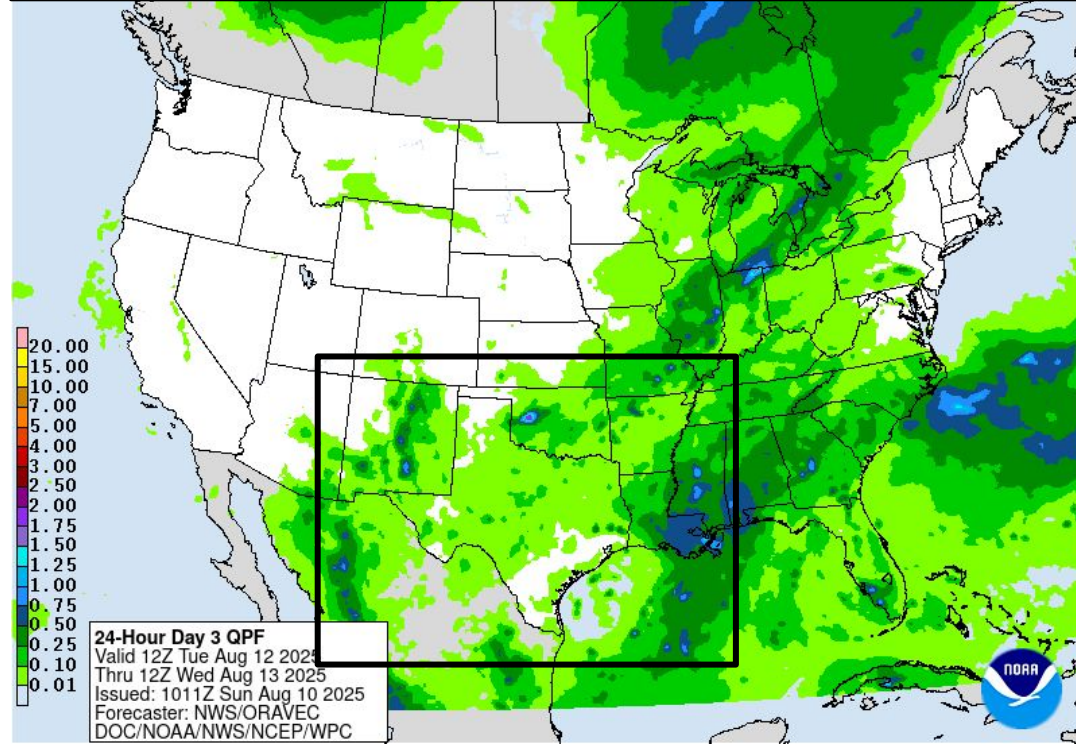 20.00
15.00
10.00
7.00
5.00
4.00
3.00
2.50
2.00
1.75
1.50
1.25
1.00
0.75
0.50
0.25
0.10
0.01
24-Hour Day 3 QPF
Valid 12Z Tue Aug 12 2025
Thru 12Z Wed Aug 13 2025
Issued: 1011Z Sun Aug 10 2025
Forecaster: NWS/ORAVEC
DOC/NOAA/NWS/NCEP/WPC
NOAA